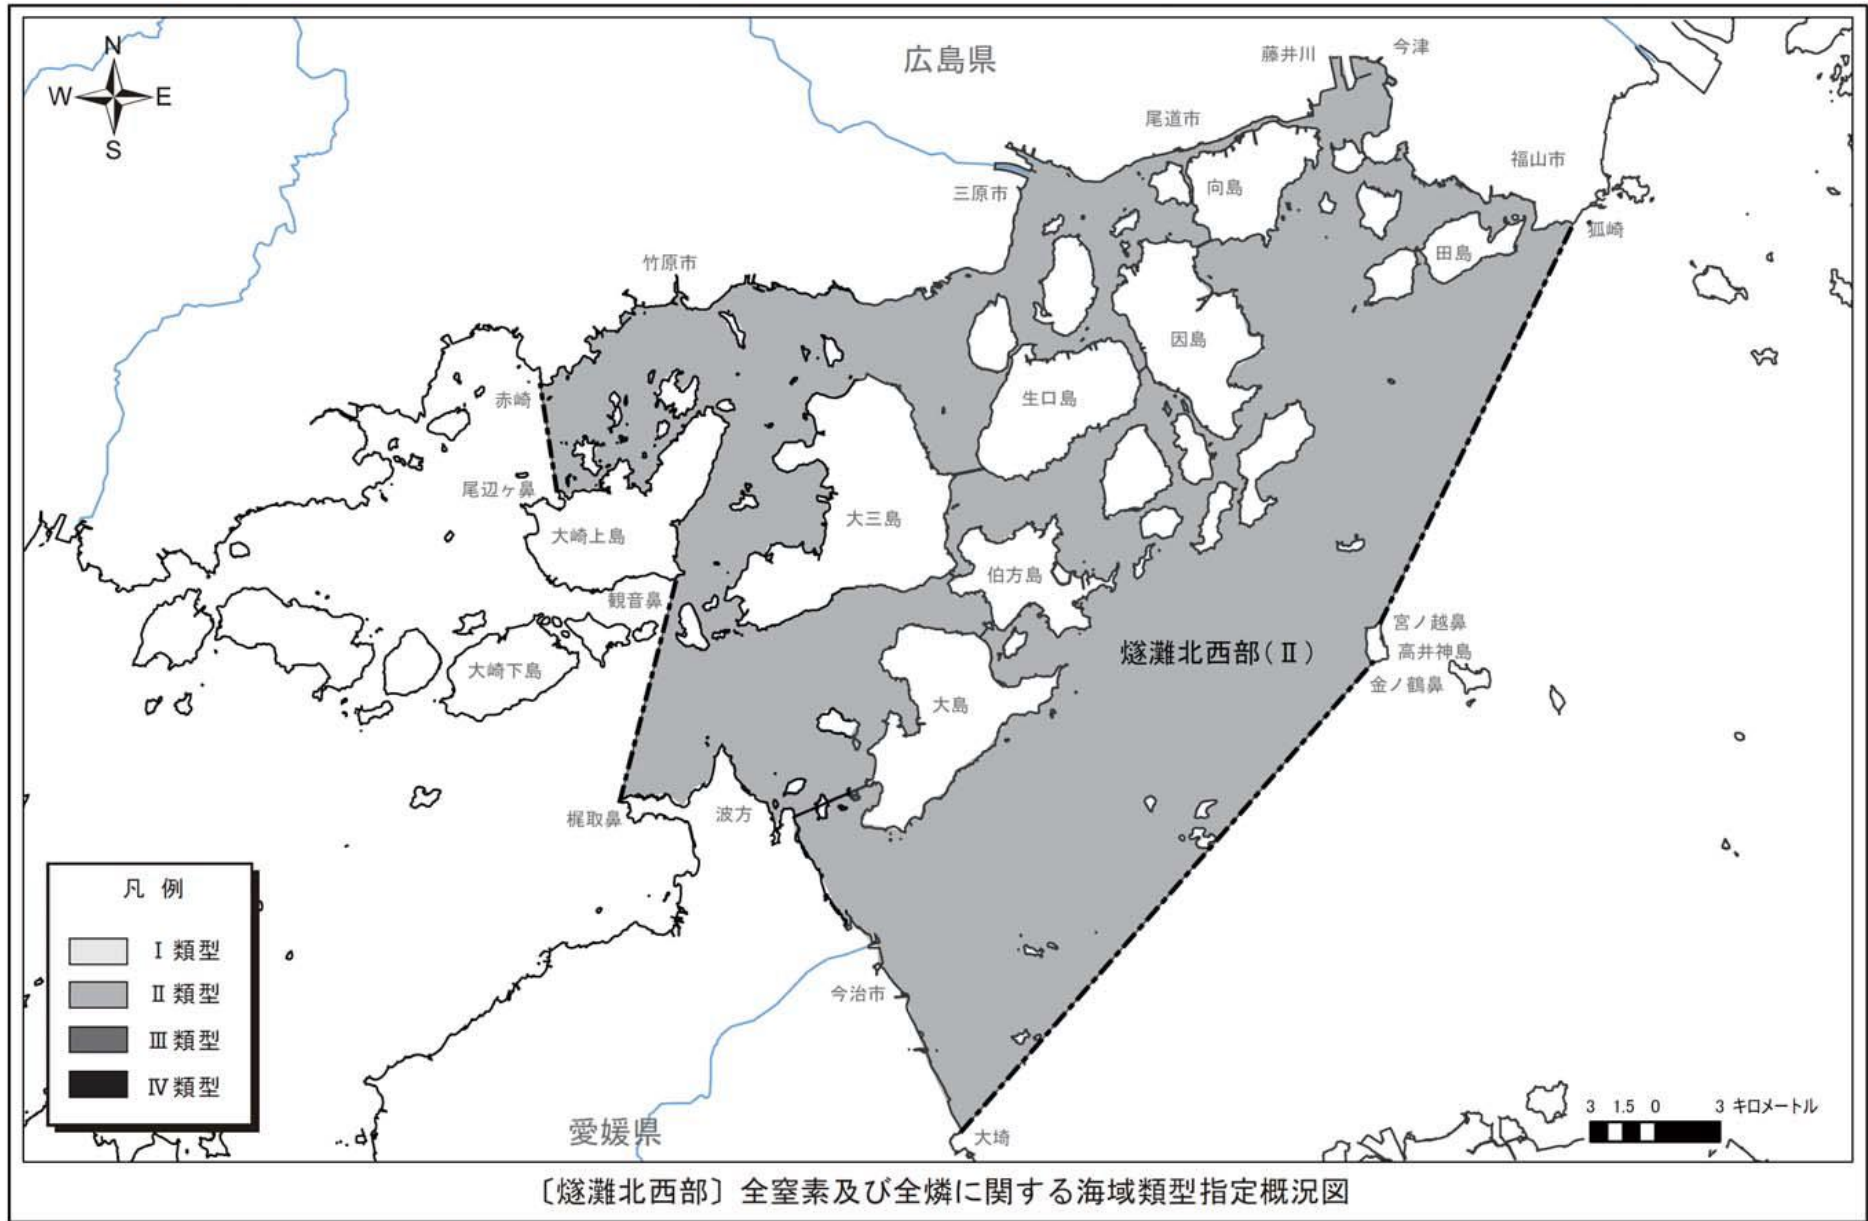 N
W
E
S
広島県
藤井川
今津
尾道市
福山市
三原市
向島
狐崎
田島
竹原市
因島
赤崎
生口島
尾辺ヶ鼻
大崎上島
大三島
伯方島
観音鼻
宮ノ越鼻
燧灘北西部(Ⅱ)
高井神島
大崎下島
金ノ鶴鼻
大島
梶取鼻
波方
凡 例
Ⅰ類型
Ⅱ類型
Ⅲ類型
Ⅳ類型
今治市
愛媛県
大埼
3 1.5 0 3 キロメートル
〔燧灘北西部〕全窒素及び全燐に関する海域類型指定概況図